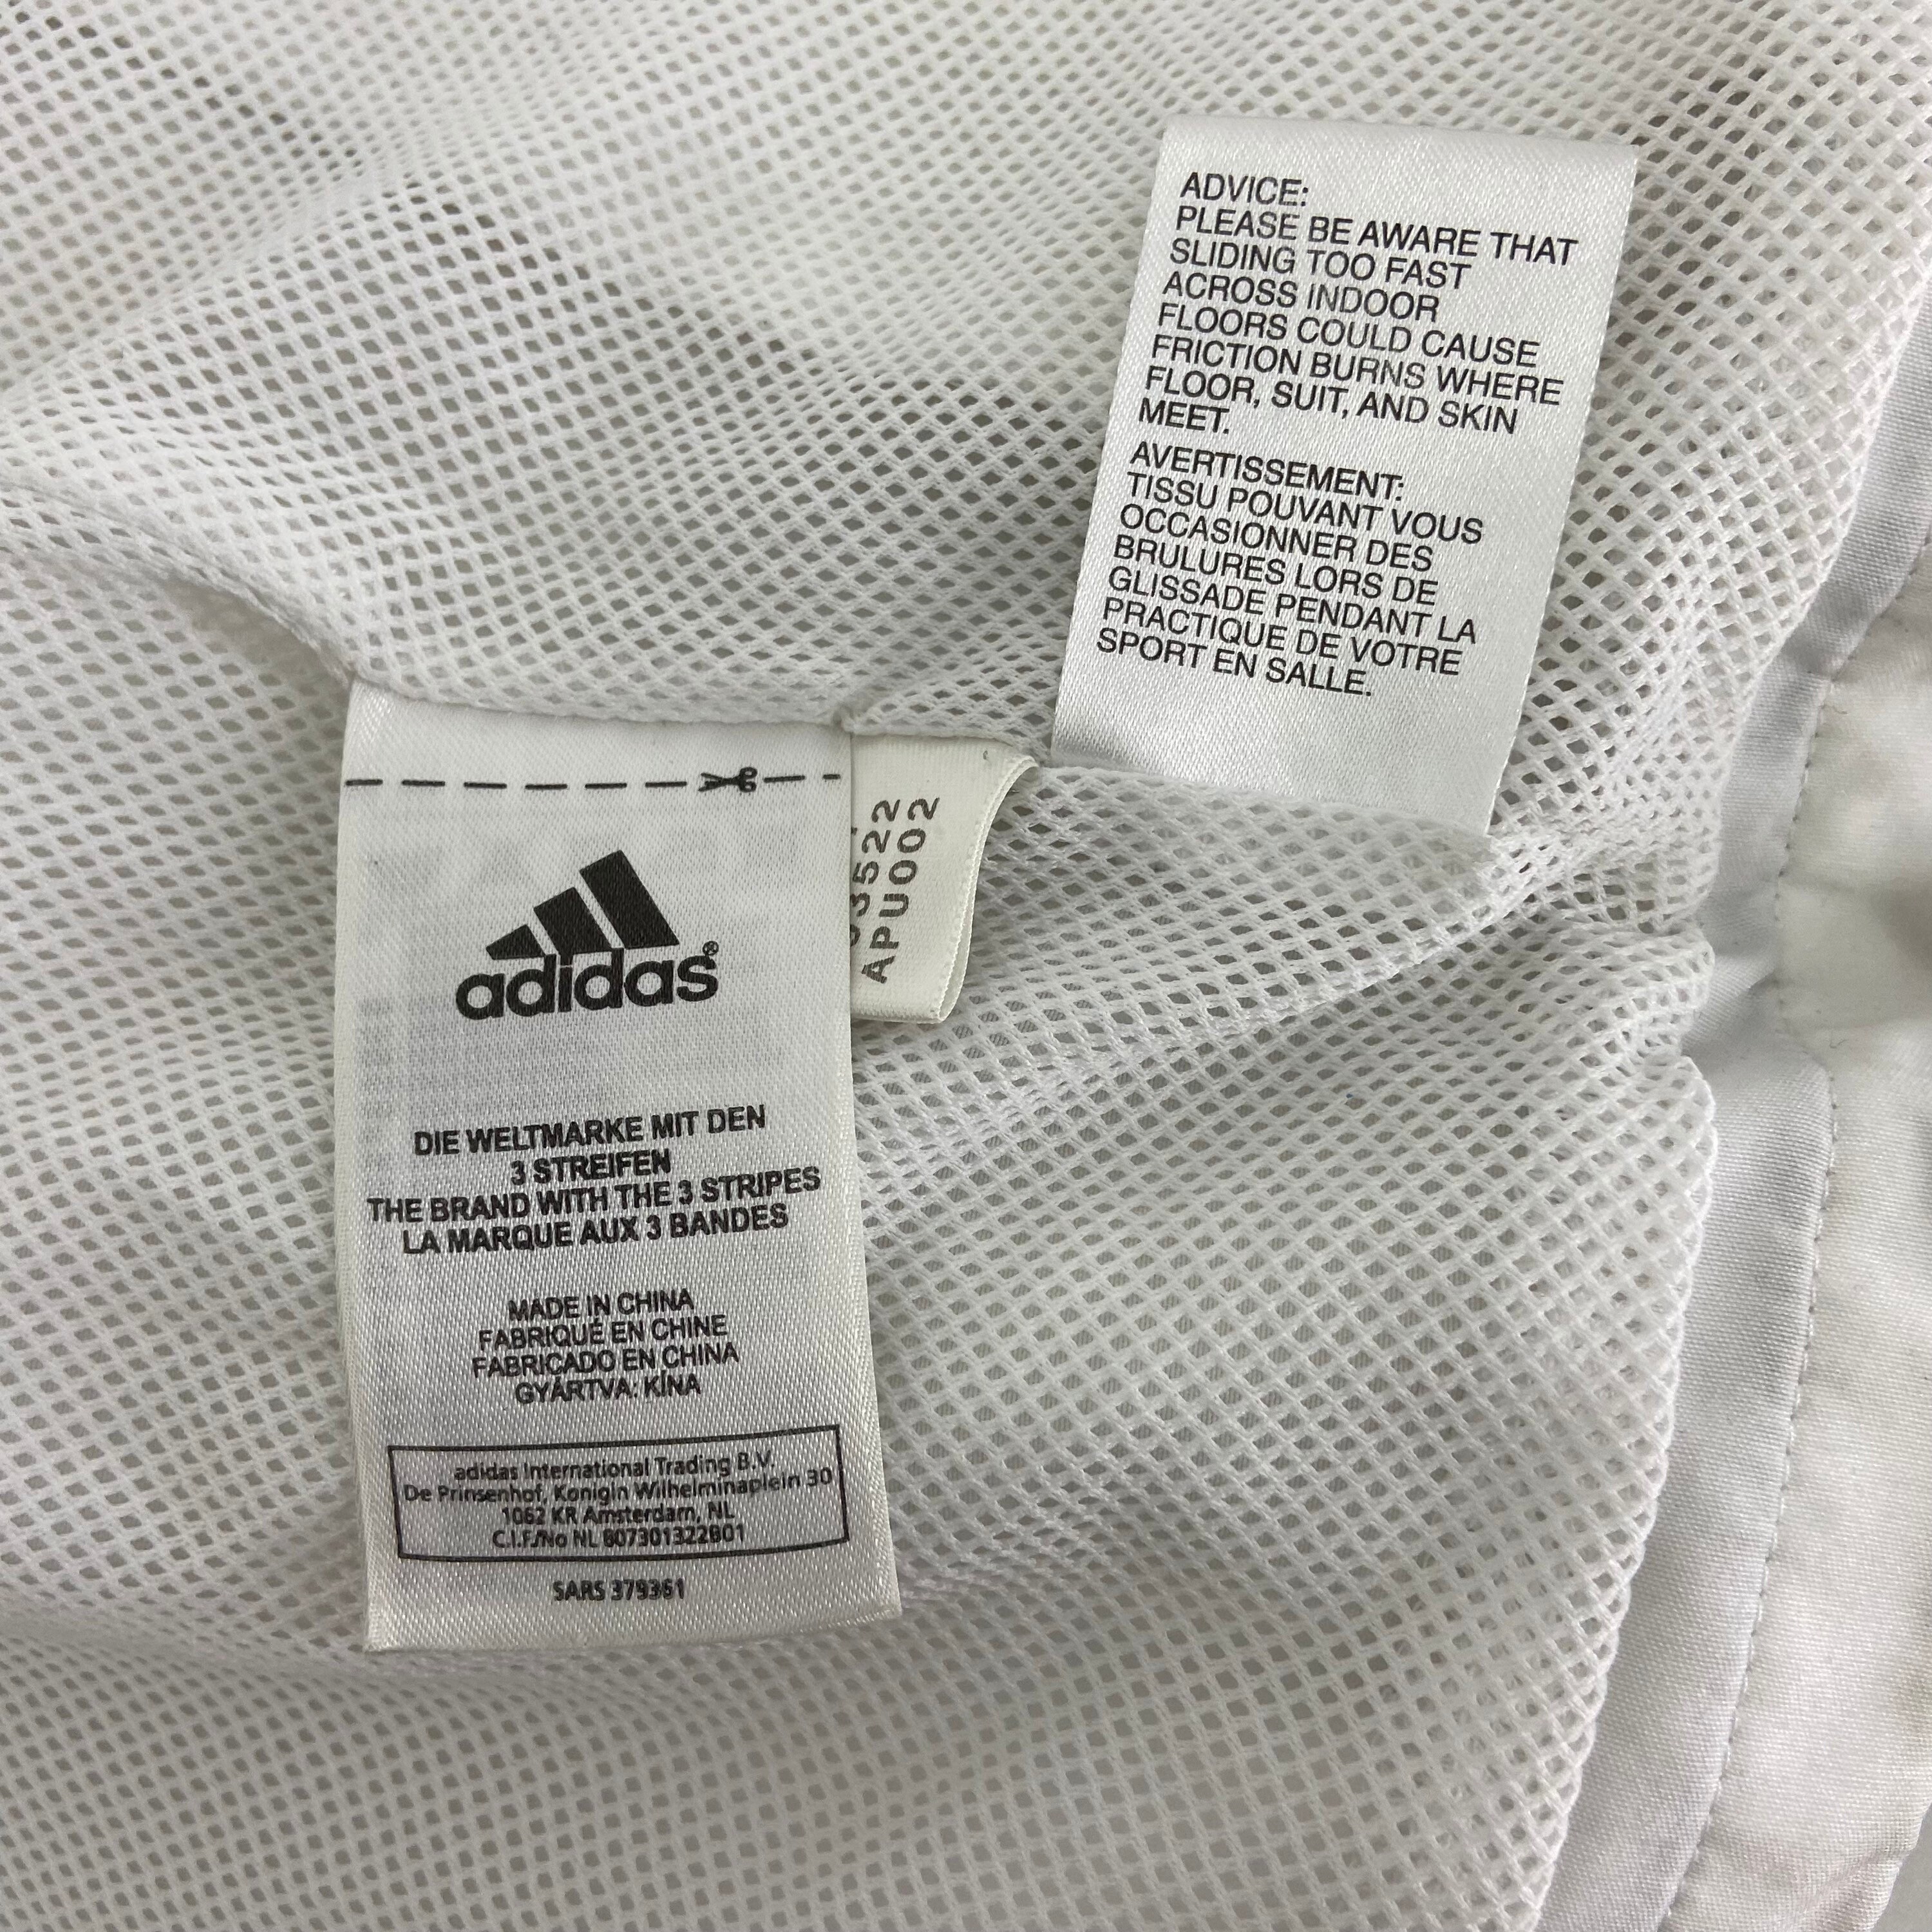 adidas®
DIE WELTMARKE MIT DEN
3 STREIFEN
THE BRAND WITH THE 3 STRIPES
LA MARQUE AUX 3 BANDES
MADE IN CHINA
FABRIQUÉ EN CHINE
FABRICADO EN CHINA
GYÁRTVA: KÍNA
adidas International Trading B.V.
De Prinsenhof, Konigin Wilhelminaplein 30
1062 KR Amsterdam, NL
C.I.F./No NL 807301322B01
SARS 379361
APU002
ADVICE:
PLEASE BE AWARE THAT
SLIDING TOO FAST
ACROSS INDOOR
FLOORS COULD CAUSE
FRICTION BURNS WHERE
FLOOR, SUIT, AND SKIN
MEET.
AVERTISSEMENT:
TISSU POUVANT VOUS
OCCASIONNER DES
BRULURES LORS DE
GLISSADE PENDANT LA
PRACTIQUE DE VOTRE
SPORT EN SALLE.